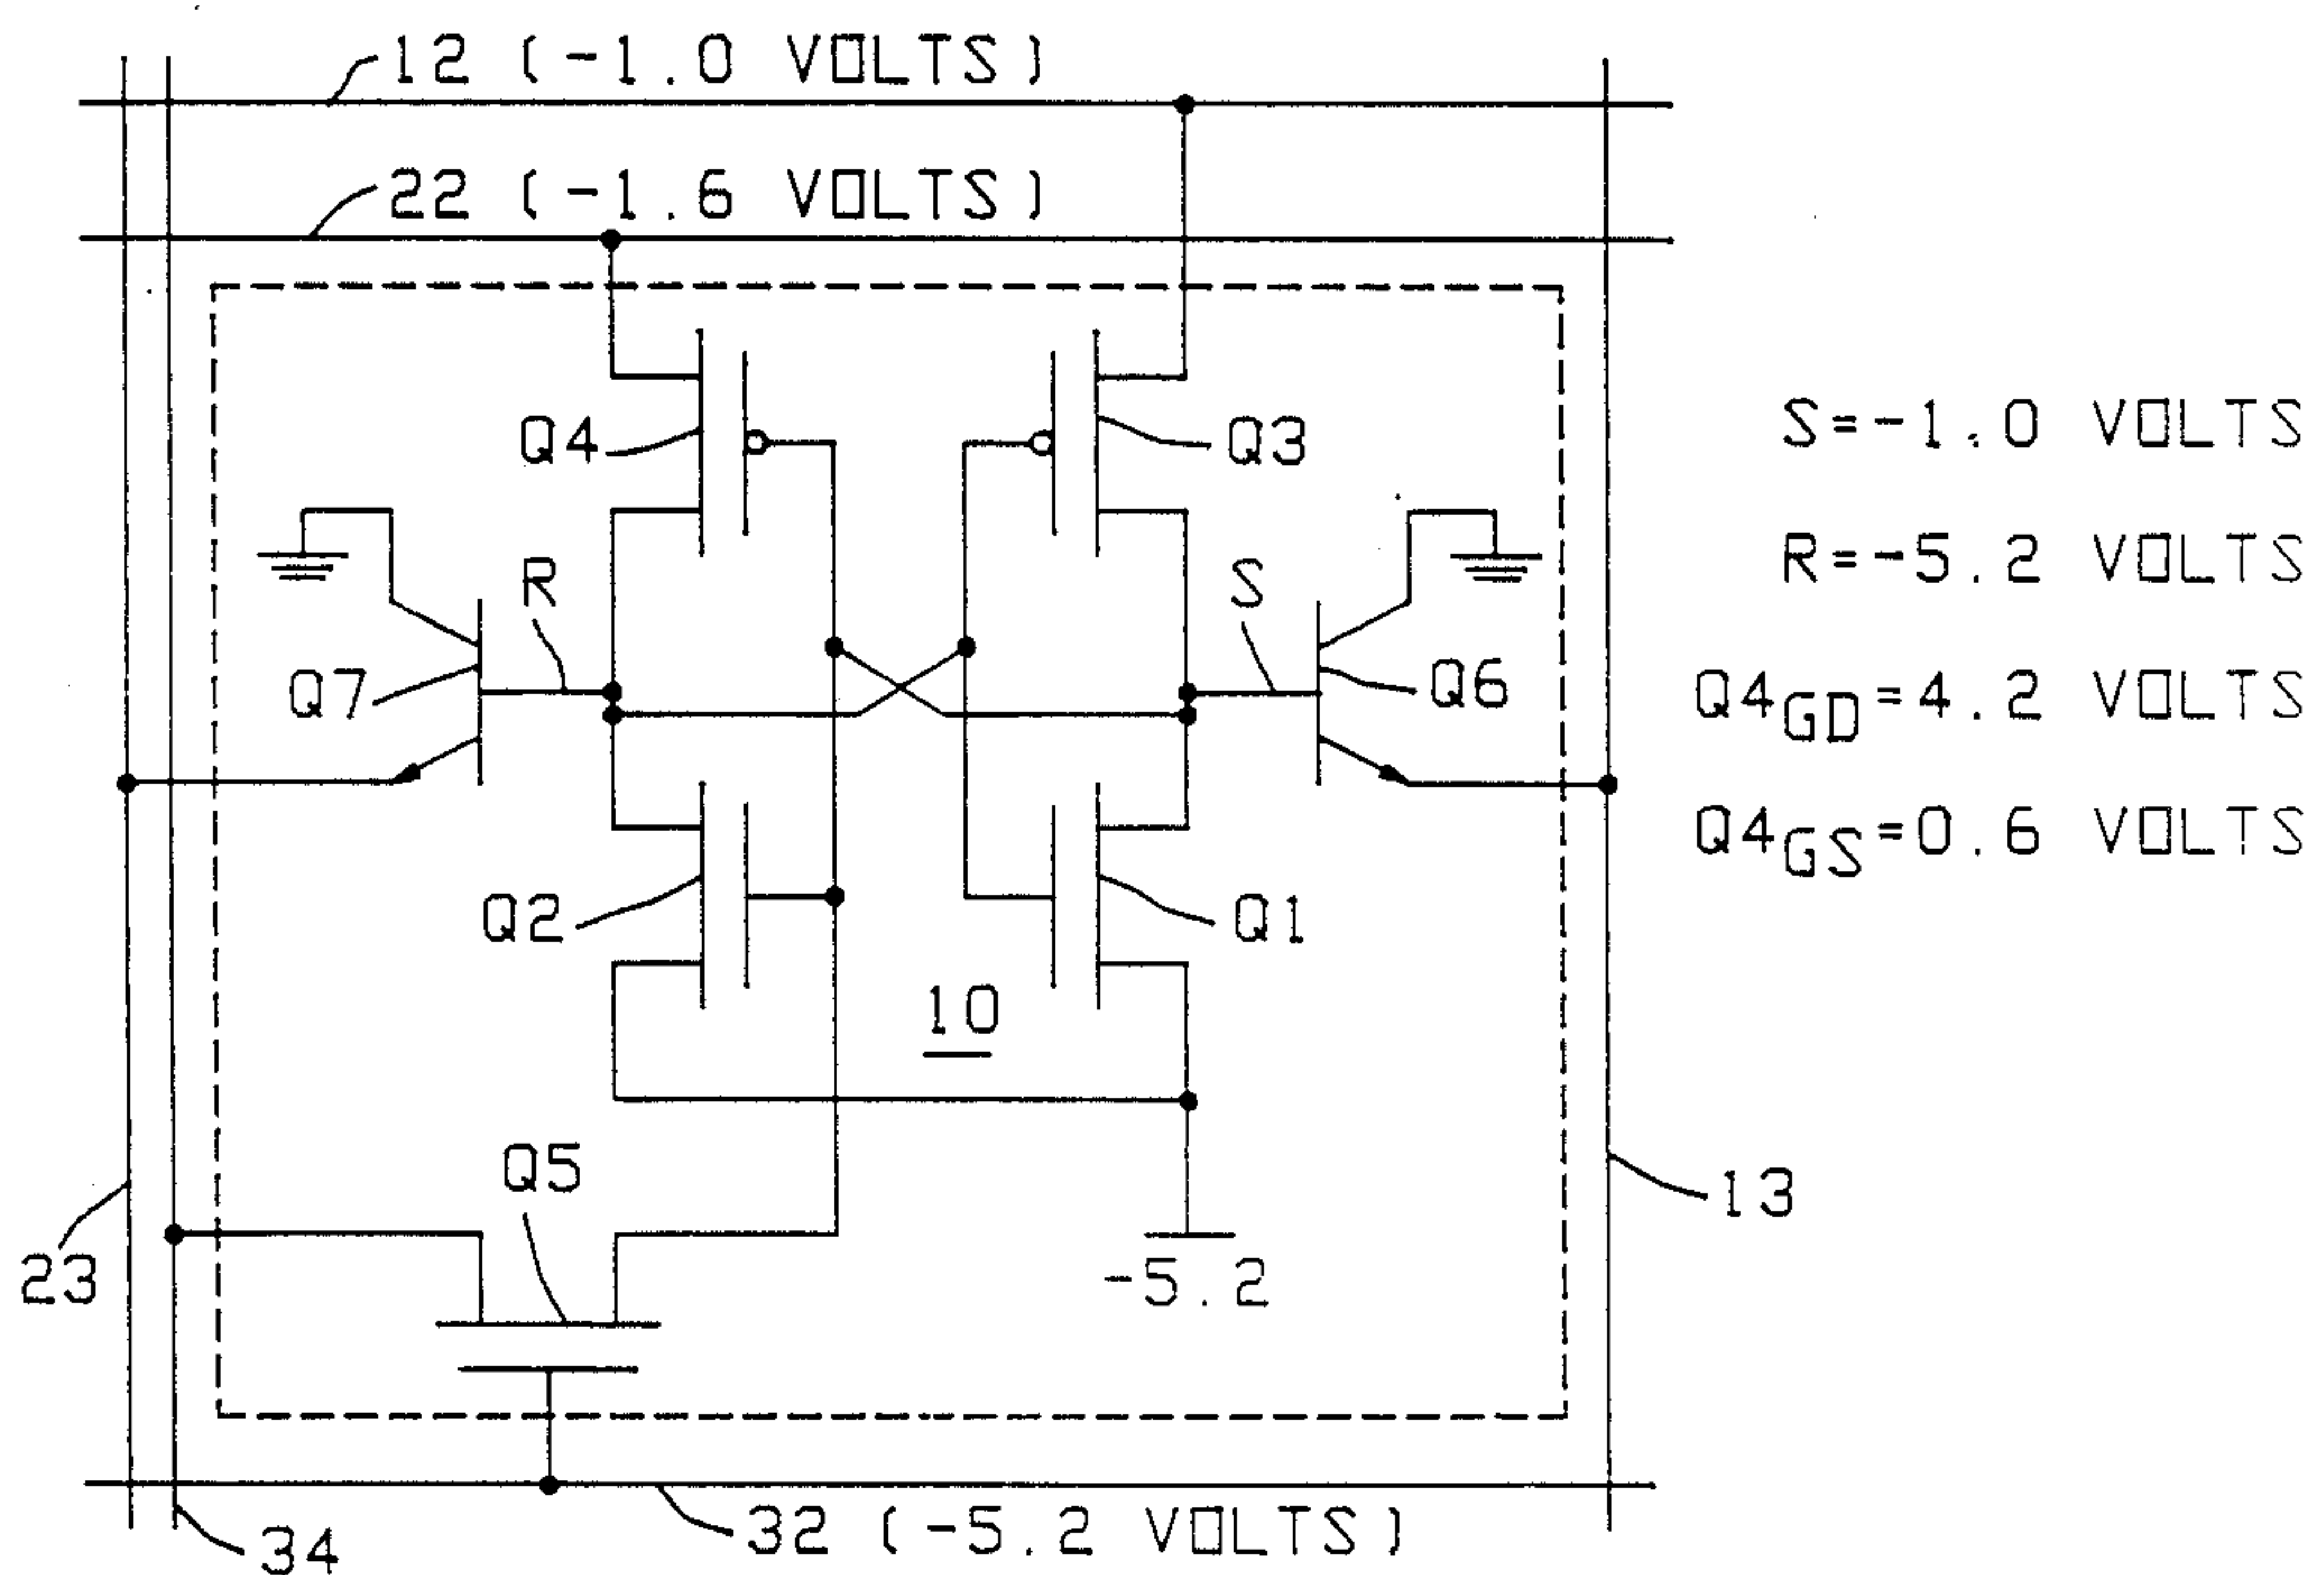 12 (-1.0 VOLTS)
22 (-1.6 VOLTS)
Q4
Q3
S=-1.0 VOLTS
R=-5.2 VOLTS
R
S
Q7
Q6
Q4GD=4.2 VOLTS
Q4GS=0.6 VOLTS
Q2
Q1
10
Q5
13
23
-5.2
32 (-5.2 VOLTS)
34